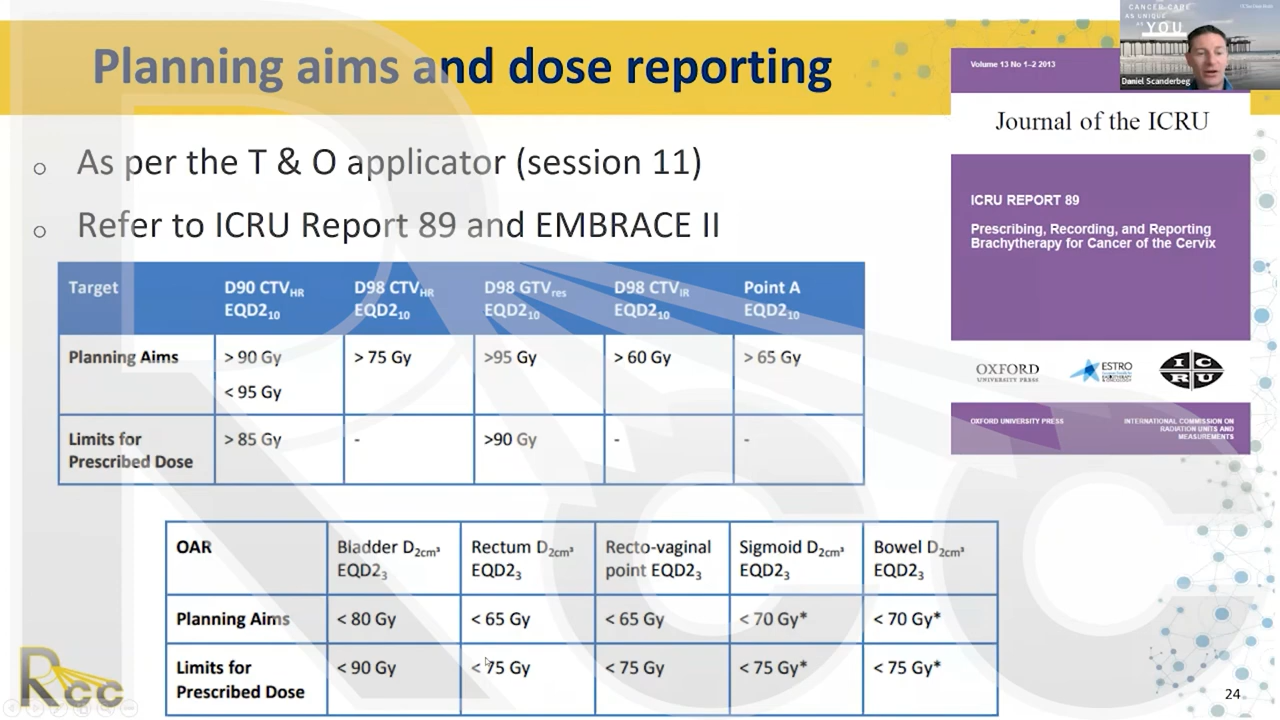 CANCER CARE
AS UNIQUE
AS YOU
Daniel Scanderbeg
Planning aims and dose reporting
o As per the T & O applicator (session 11)
o Refer to ICRU Report 89 and EMBRACE II
Target D90 CTVHR EQD2₁₀ D98 CTVHR EQD2₁₀ D98 GTVres EQD2₁₀ D98 CTVIR EQD2₁₀ Point A EQD2₁₀
Planning Aims > 90 Gy < 95 Gy > 75 Gy >95 Gy > 60 Gy > 65 Gy
Limits for Prescribed Dose > 85 Gy - >90 Gy - -
OAR Bladder D2cm³ EQD2₃ Rectum D2cm³ EQD2₃ Recto-vaginal point EQD2₃ Sigmoid D2cm³ EQD2₃ Bowel D2cm³ EQD2₃
Planning Aims < 80 Gy < 65 Gy < 65 Gy < 70 Gy* < 70 Gy*
Limits for Prescribed Dose < 90 Gy < 75 Gy < 75 Gy < 75 Gy* < 75 Gy*
Volume 13 No 1–2 2013
Journal of the ICRU
ICRU REPORT 89
Prescribing, Recording, and Reporting
Brachytherapy for Cancer of the Cervix
OXFORD
UNIVERSITY PRESS
ESTRO
I C
R U
OXFORD UNIVERSITY PRESS
INTERNATIONAL COMMISSION ON
RADIATION UNITS AND
MEASUREMENTS
Rcc
24